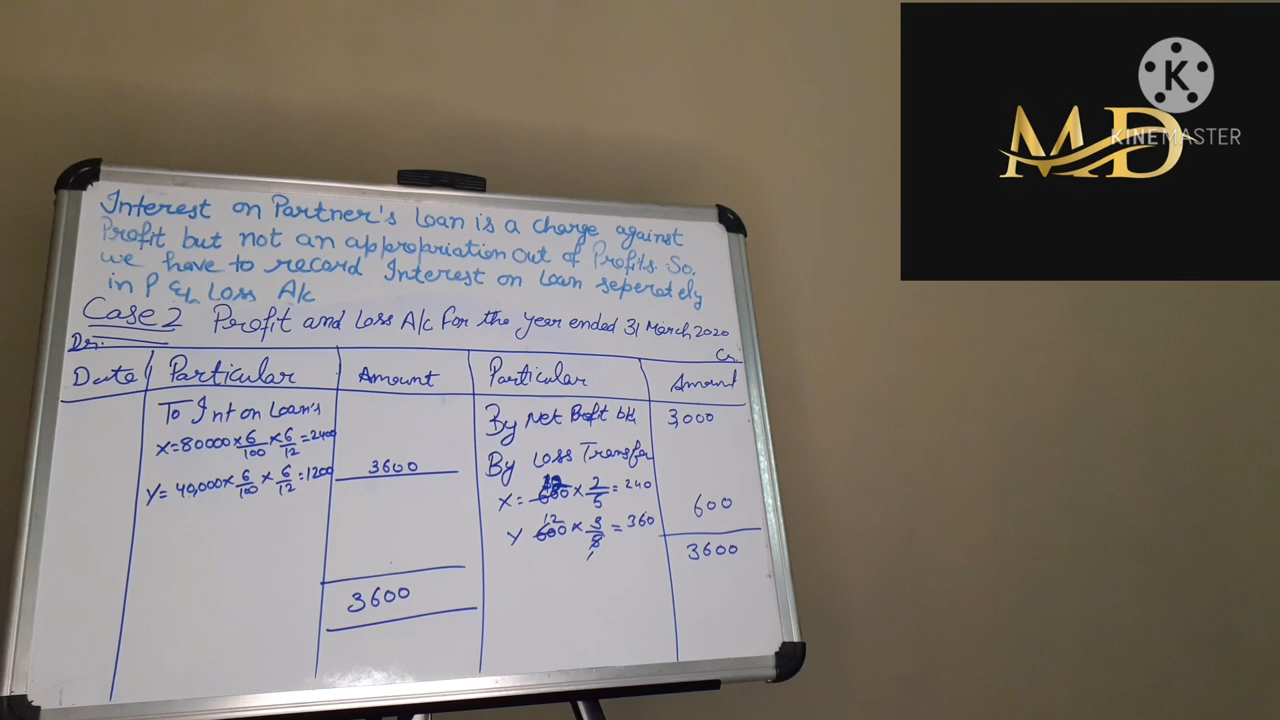 Interest on Partner's Loan is a charge against
Profit but not an appropriation out of Profits. So,
we have to record Interest on Loan seperately
in P & L Loss A/c
Case 2 Profit and Loss A/c for the year ended 31 March 2020
Dr. Cr.
Date Particular Amount Particular Amount
To Int on Loan's
X=80000×6/100×6/12=2400
Y=40,000×6/100×6/12=1200
3600
3600
By Net Profit b/d 3,000
By Loss Transfer
X= 600×2/5=240
600
Y 600×3/5=360
12
3600
K
MD
KINEMASTER